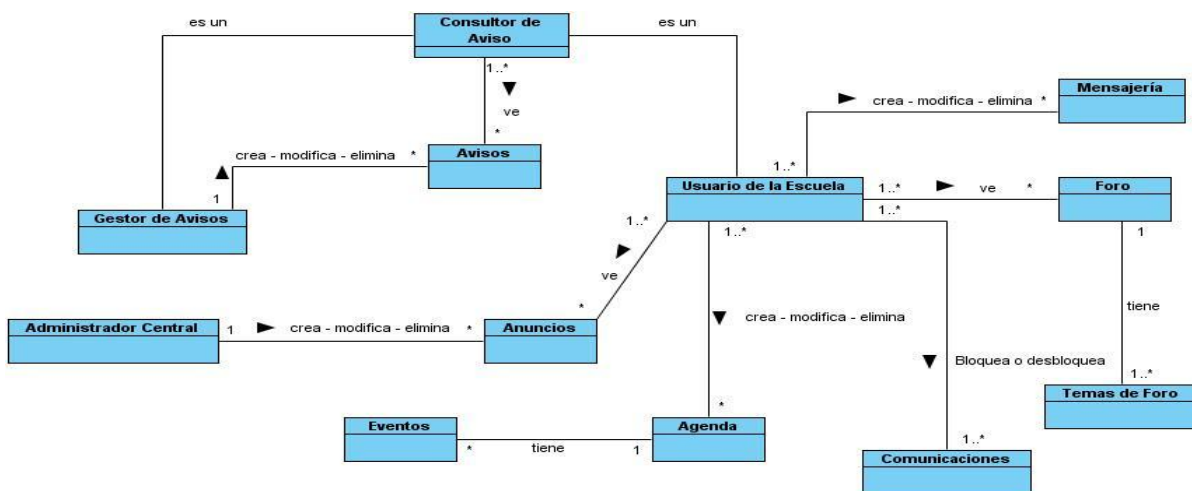 es un
Consultor de
Aviso
es un
1..*
ve
*
Mensajería
crea - modifica - elimina *
crea - modifica - elimina *
Avisos
1
Gestor de Avisos
1..*
Usuario de la Escuela
1..* ve *
1..*
Foro
1..*
1..*
1
ve
*
tiene
Administrador Central
1 crea - modifica - elimina *
Anuncios
crea - modifica - elimina
Bloquea o desbloquea
1..*
Temas de Foro
*
Eventos
* tiene 1
Agenda
1..*
Comunicaciones